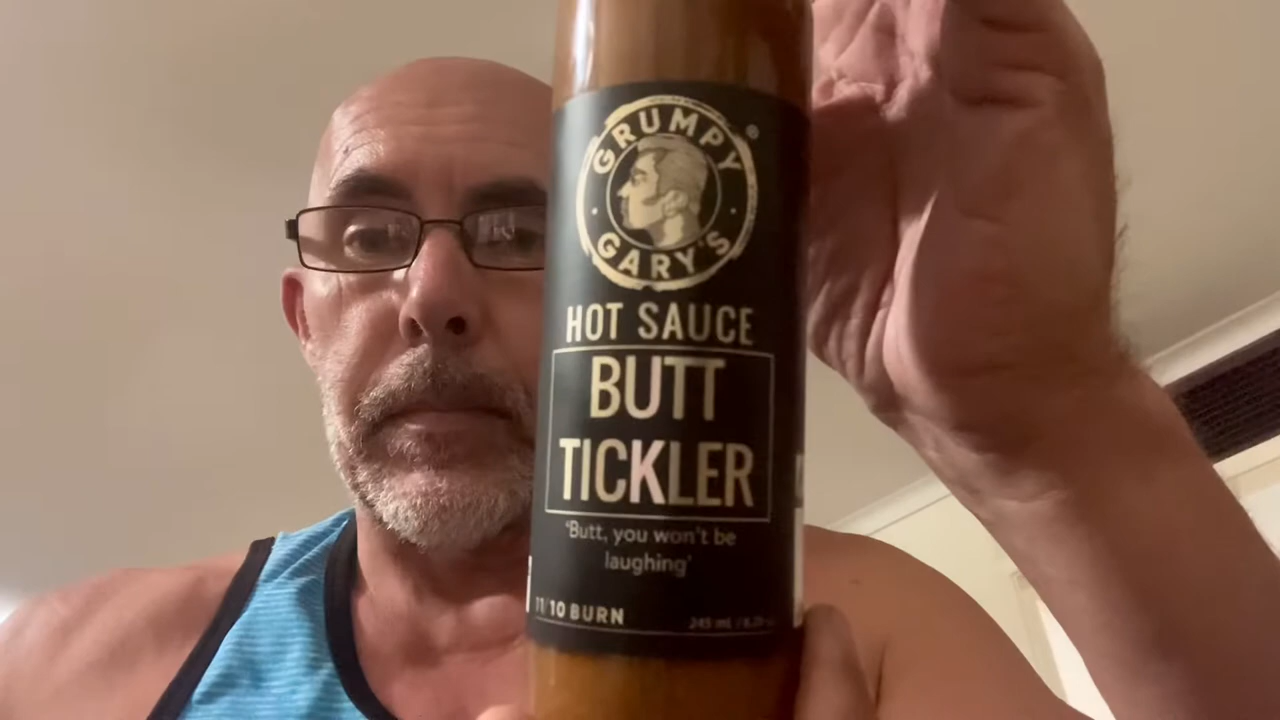 GRUMPY
GARY'S
®
HOT SAUCE
BUTT
TICKLER
'Butt, you won't be
laughing'
11/10 BURN
245 ml